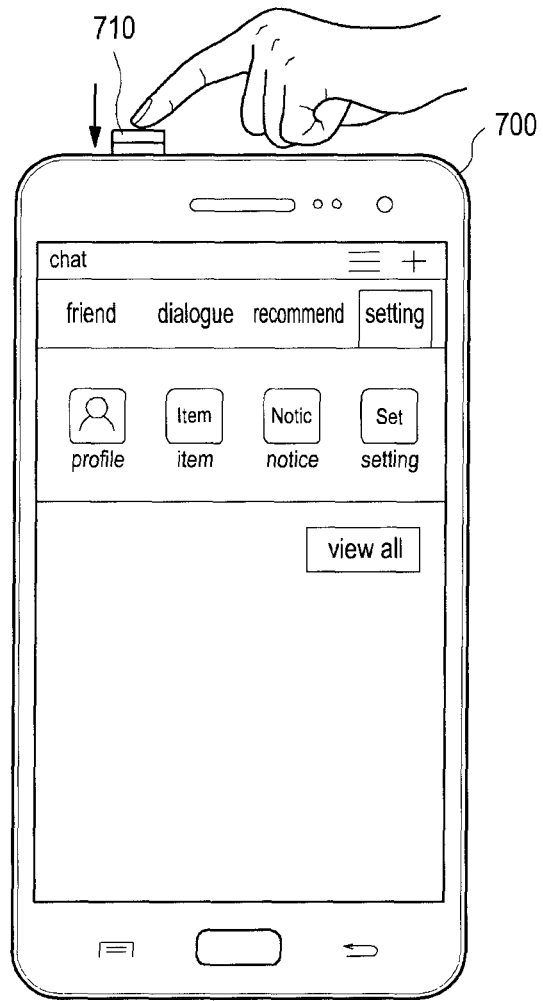 710
700
chat
friend dialogue recommend setting
Item Notic Set
profile item notice setting
view all